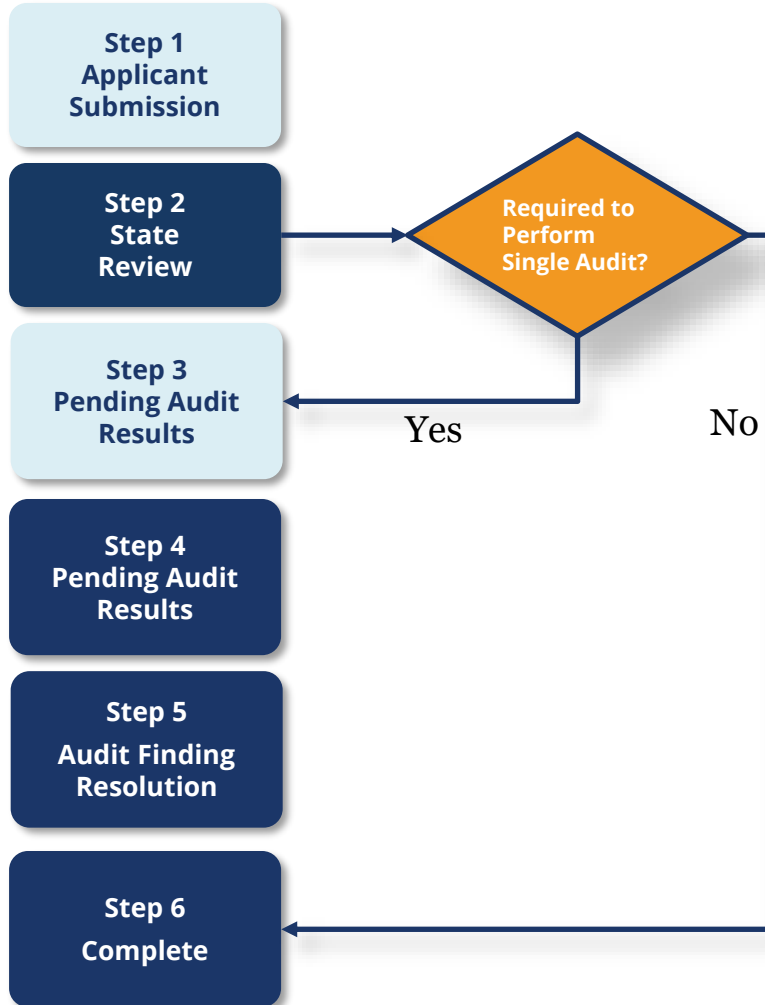 Step 1
Applicant
Submission
Step 2
State
Review
Required to
Perform
Single Audit?
Step 3
Pending Audit
Results
Yes
No
Step 4
Pending Audit
Results
Step 5
Audit Finding
Resolution
Step 6
Complete